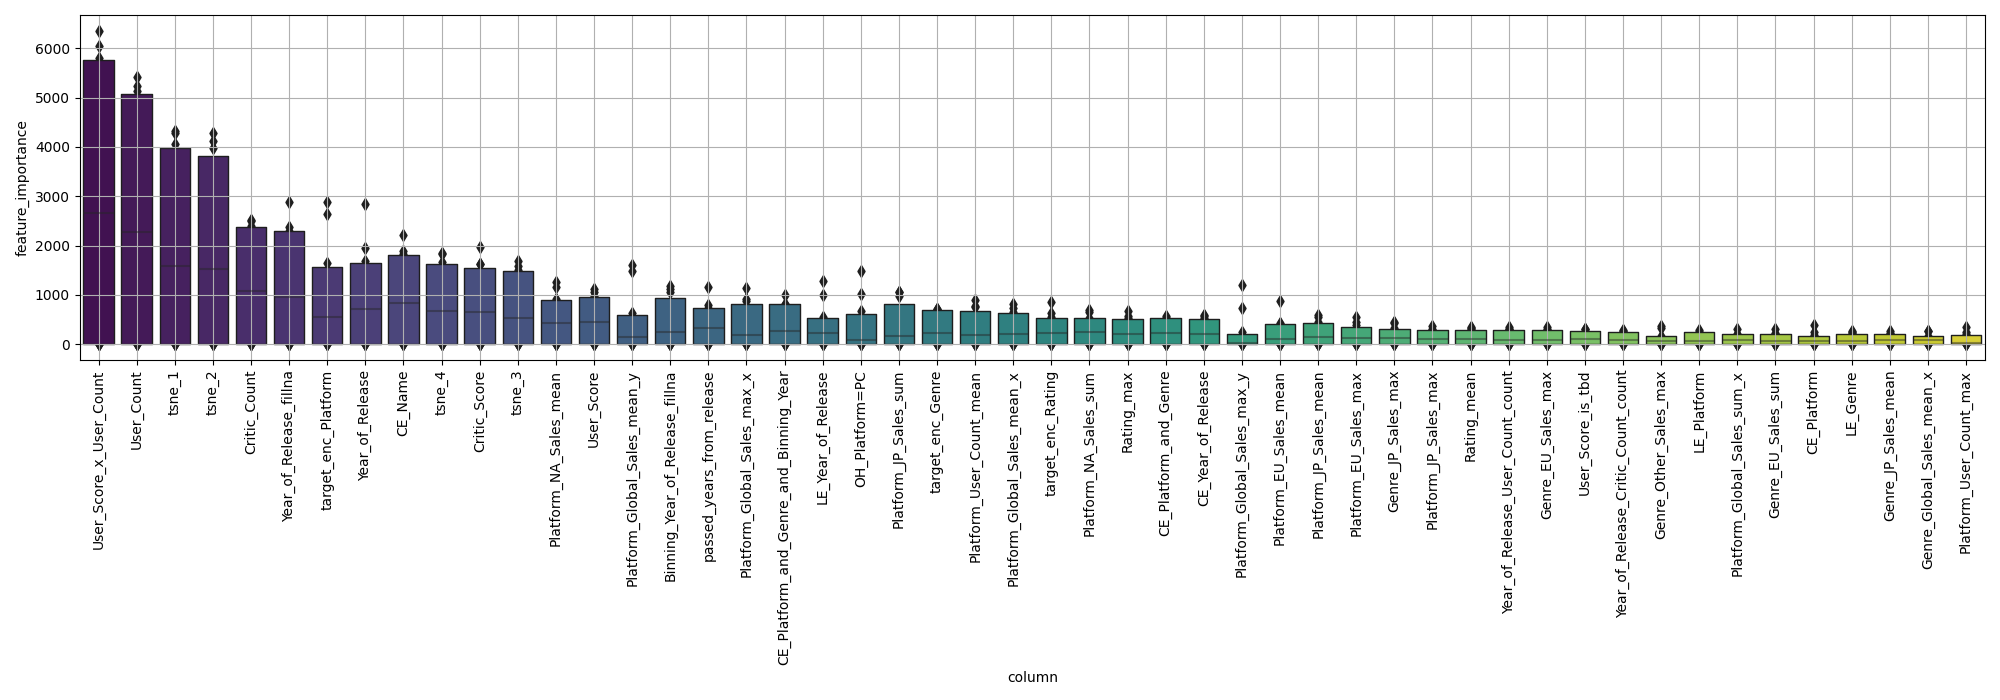 6000
5000
4000
3000
2000
1000
0
feature_importance
User_Score_x_User_Count
User_Count
tsne_1
tsne_2
Critic_Count
Year_of_Release_fillna
target_enc_Platform
Year_of_Release
CE_Name
tsne_4
Critic_Score
tsne_3
Platform_NA_Sales_mean
User_Score
Platform_Global_Sales_mean_y
Binning_Year_of_Release_fillna
passed_years_from_release
Platform_Global_Sales_max_x
CE_Platform_and_Genre_and_Binning_Year
LE_Year_of_Release
OH_Platform=PC
Platform_JP_Sales_sum
target_enc_Genre
Platform_User_Count_mean
Platform_Global_Sales_mean_x
target_enc_Rating
Platform_NA_Sales_sum
Rating_max
CE_Platform_and_Genre
CE_Year_of_Release
Platform_Global_Sales_max_y
Platform_EU_Sales_mean
Platform_JP_Sales_mean
Platform_EU_Sales_max
Genre_JP_Sales_max
Platform_JP_Sales_max
Rating_mean
Year_of_Release_User_Count_count
Genre_EU_Sales_max
User_Score_is_tbd
Year_of_Release_Critic_Count_count
Genre_Other_Sales_max
LE_Platform
Platform_Global_Sales_sum_x
Genre_EU_Sales_sum
CE_Platform
LE_Genre
Genre_JP_Sales_mean
Genre_Global_Sales_mean_x
Platform_User_Count_max
column